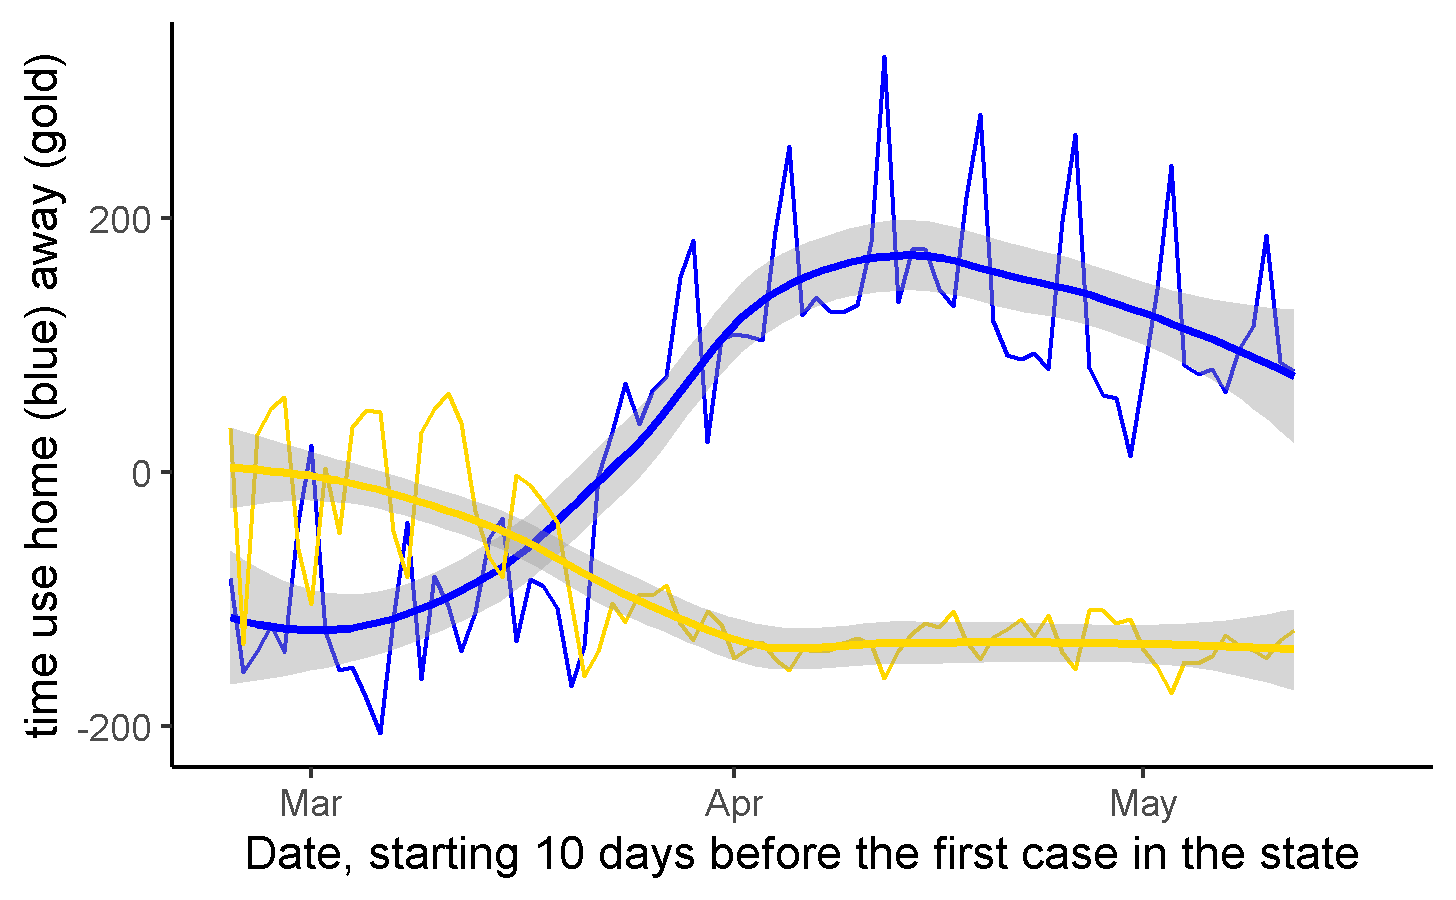 time use home (blue) away (gold)
200
0
-200
Mar
Apr
May
Date, starting 10 days before the first case in the state